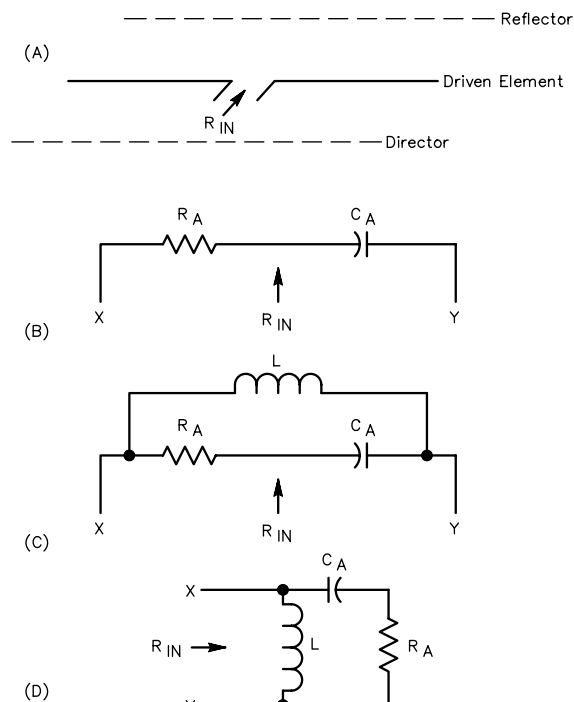 Reflector
(A)
Driven Element
R IN
Director
R A C A
X R IN Y
(B)
L
R A C A
X R IN Y
(C)
C A
X
R IN L R A
(D)